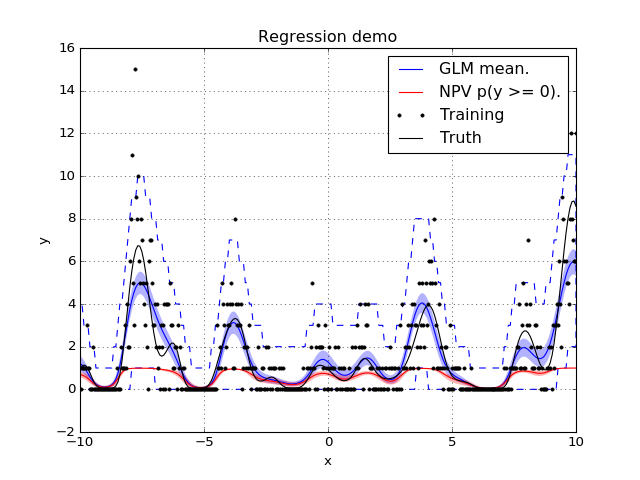 Regression demo
16
14
12
10
8
6
4
2
0
−2
y
−10
−5
0
5
10
x
GLM mean.
NPV p(y >= 0).
Training
Truth